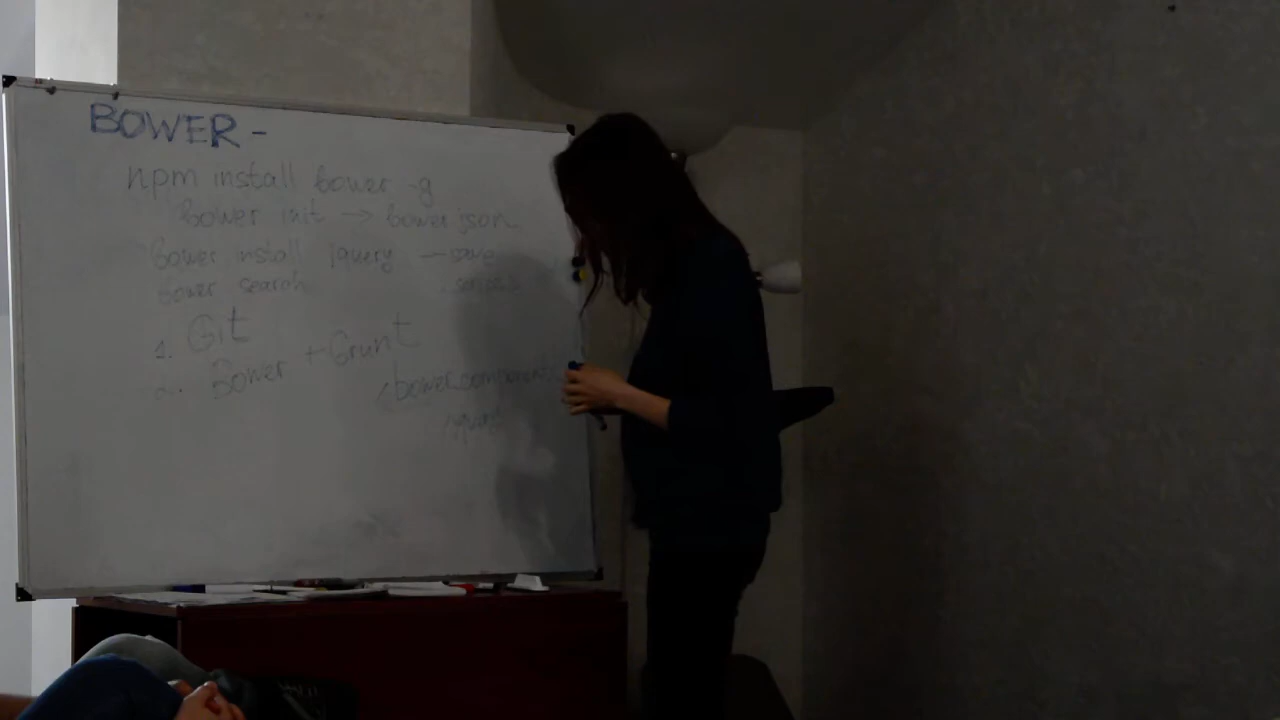 BOWER -
npm install bower -g
bower init → bower.json
bower install jquery --save
bower search
1. Git
2. Bower + Grunt
/bower_components